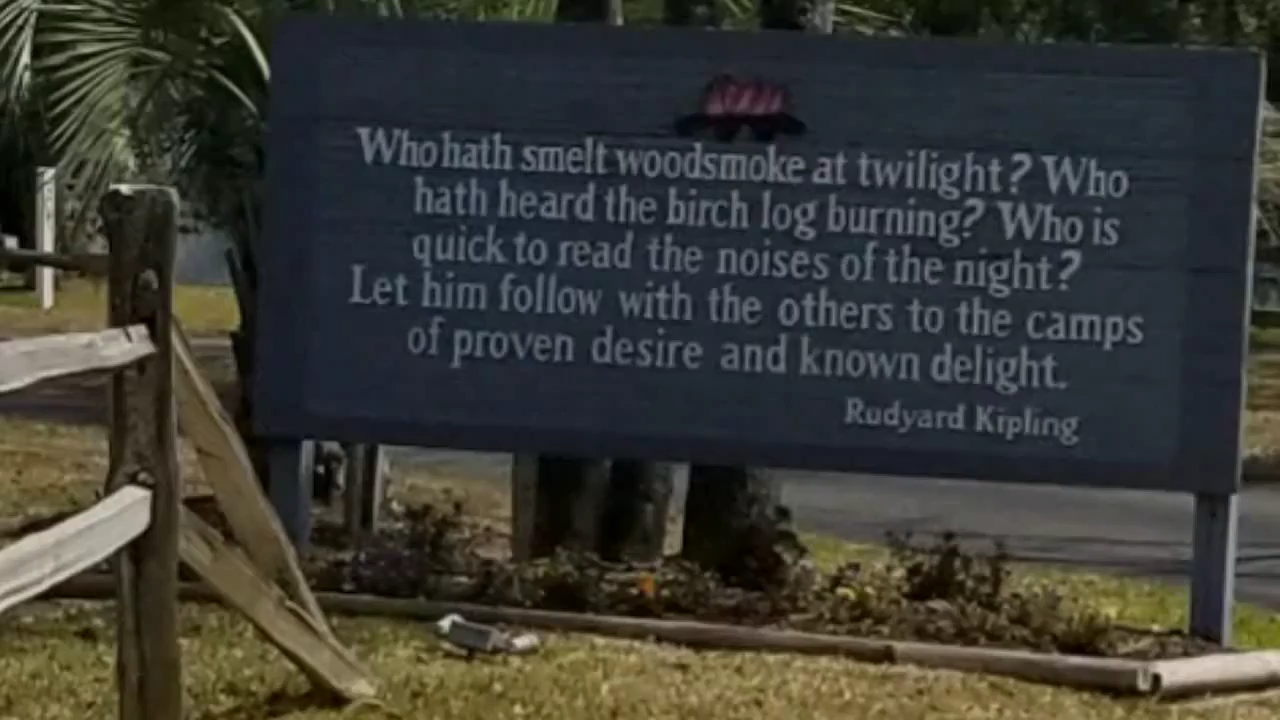 Who hath smelt woodsmoke at twilight? Who
hath heard the birch log burning? Who is
quick to read the noises of the night?
Let him follow with the others to the camps
of proven desire and known delight.
Rudyard Kipling